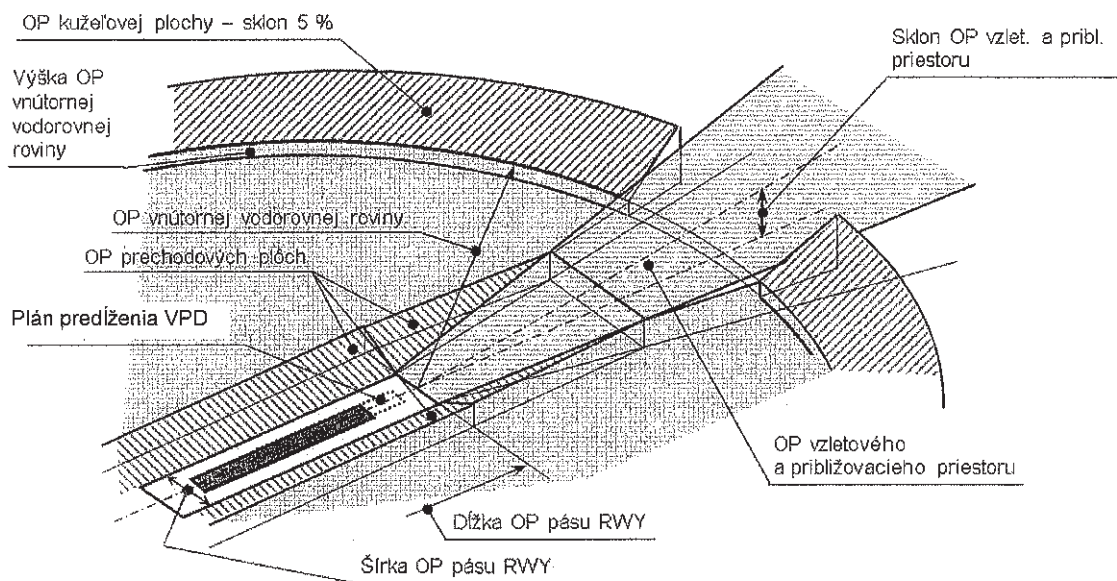 OP kužeľovej plochy – sklon 5 %
Sklon OP vzlet. a pribl.
priestoru
Výška OP
vnútornej
vodorovnej
roviny
OP vnútornej vodorovnej roviny
OP prechodových plôch
Plán predĺženia VPD
OP vzletového
a približovacieho priestoru
Dĺžka OP pásu RWY
Šírka OP pásu RWY